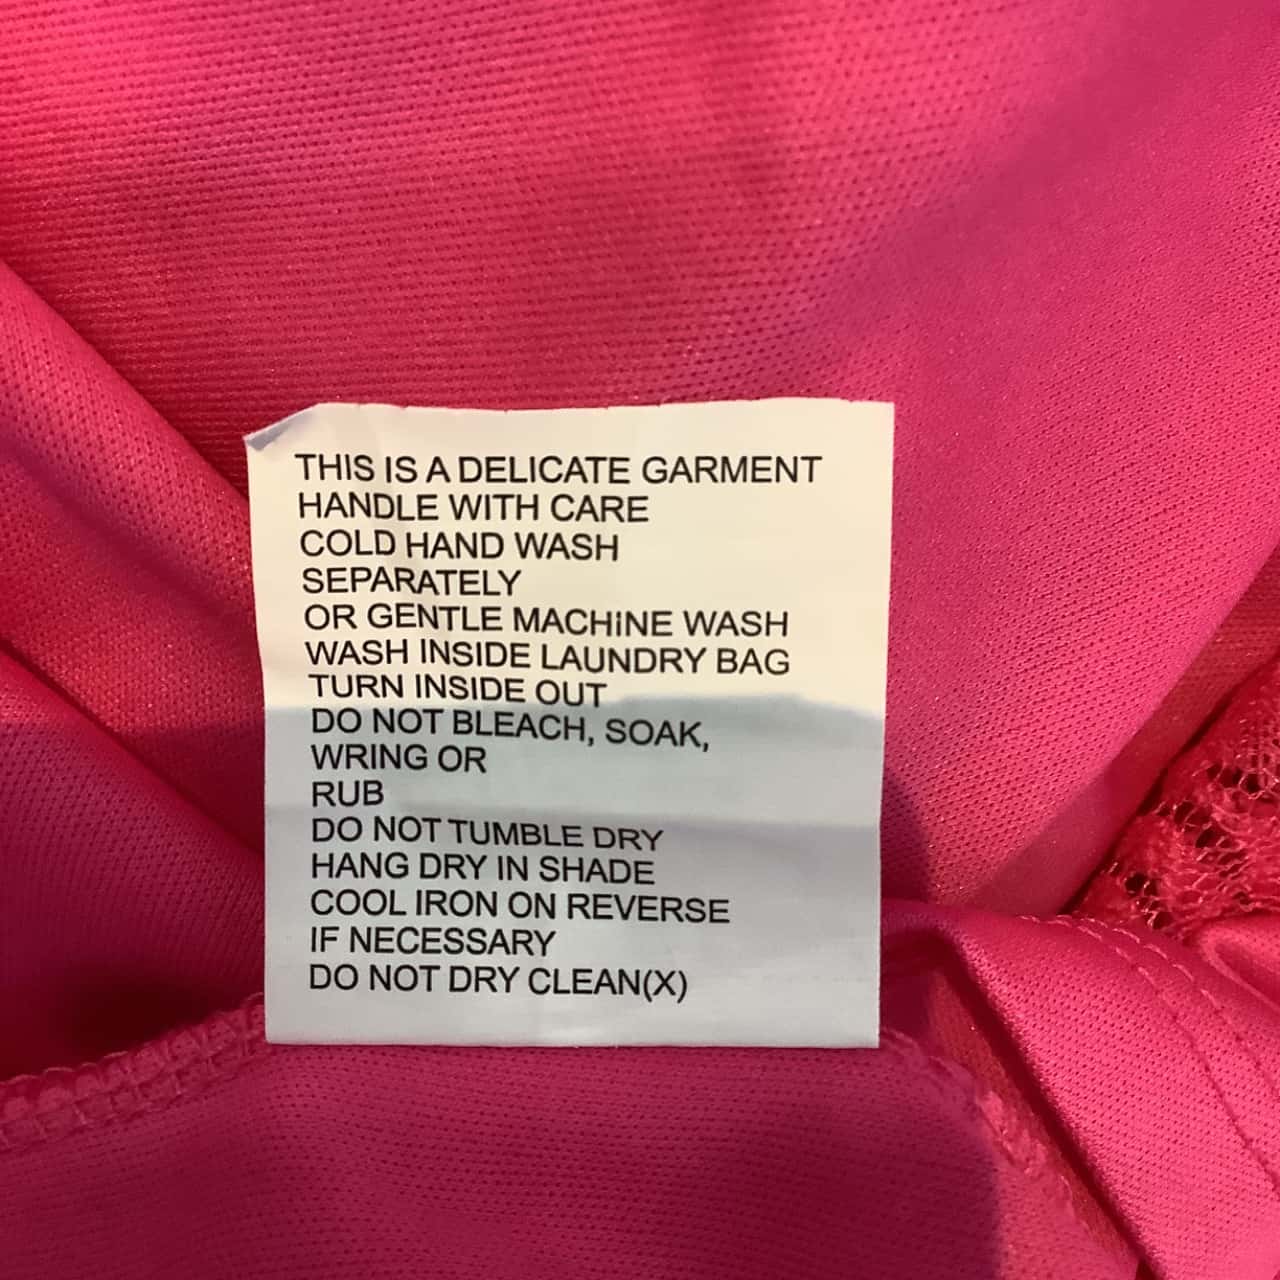 THIS IS A DELICATE GARMENT
HANDLE WITH CARE
COLD HAND WASH
SEPARATELY
OR GENTLE MACHINE WASH
WASH INSIDE LAUNDRY BAG
TURN INSIDE OUT
DO NOT BLEACH, SOAK,
WRING OR
RUB
DO NOT TUMBLE DRY
HANG DRY IN SHADE
COOL IRON ON REVERSE
IF NECESSARY
DO NOT DRY CLEAN(X)